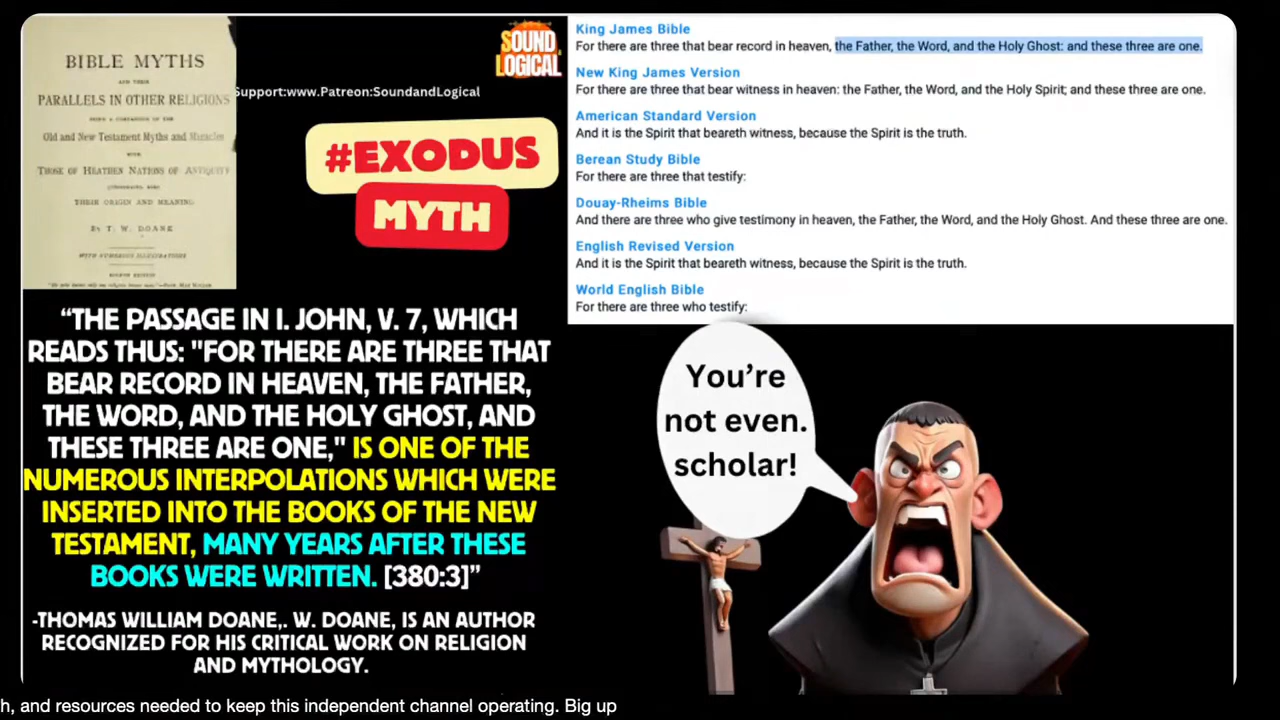 BIBLE MYTHS
AND THEIR
PARALLELS IN OTHER RELIGIONS
BEING A COMPARISON OF THE
Old and New Testament Myths and Miracles
WITH
THOSE OF HEATHEN NATIONS OF ANTIQUITY
CONSIDERING ALSO
THEIR ORIGIN AND MEANING
BY T. W. DOANE
WITH NUMEROUS ILLUSTRATIONS
SOUND
LOGICAL
Support:www.Patreon:SoundandLogical
#EXODUS
MYTH
King James Bible
For there are three that bear record in heaven, the Father, the Word, and the Holy Ghost: and these three are one.
New King James Version
For there are three that bear witness in heaven: the Father, the Word, and the Holy Spirit; and these three are one.
American Standard Version
And it is the Spirit that beareth witness, because the Spirit is the truth.
Berean Study Bible
For there are three that testify:
Douay-Rheims Bible
And there are three who give testimony in heaven, the Father, the Word, and the Holy Ghost. And these three are one.
English Revised Version
And it is the Spirit that beareth witness, because the Spirit is the truth.
World English Bible
For there are three who testify:
“THE PASSAGE IN I. JOHN, V. 7, WHICH
READS THUS: "FOR THERE ARE THREE THAT
BEAR RECORD IN HEAVEN, THE FATHER,
THE WORD, AND THE HOLY GHOST, AND
THESE THREE ARE ONE," IS ONE OF THE
NUMEROUS INTERPOLATIONS WHICH WERE
INSERTED INTO THE BOOKS OF THE NEW
TESTAMENT, MANY YEARS AFTER THESE
BOOKS WERE WRITTEN. [380:3]”
-THOMAS WILLIAM DOANE,. W. DOANE, IS AN AUTHOR
RECOGNIZED FOR HIS CRITICAL WORK ON RELIGION
AND MYTHOLOGY.
You’re
not even.
scholar!
h, and resources needed to keep this independent channel operating. Big up